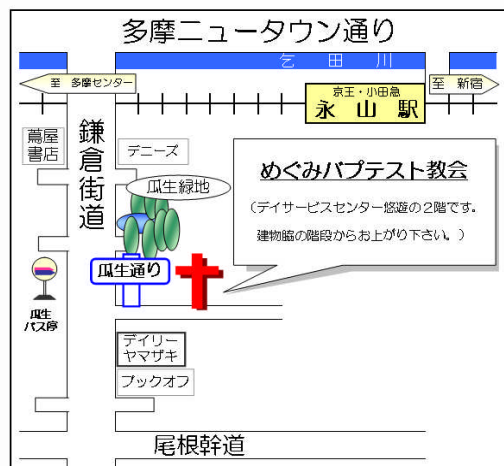 多摩ニュータウン通り
乞田川
至 多摩センター
京王・小田急
永山駅
至 新宿
蔦屋
書店
鎌倉街道
デニーズ
瓜生緑地
めぐみバプテスト教会
(デイサービスセンター悠遊の2階です。
建物脇の階段からお上がり下さい。)
瓜生通り
瓜生
バス停
デイリー
ヤマザキ
ブックオフ
尾根幹道